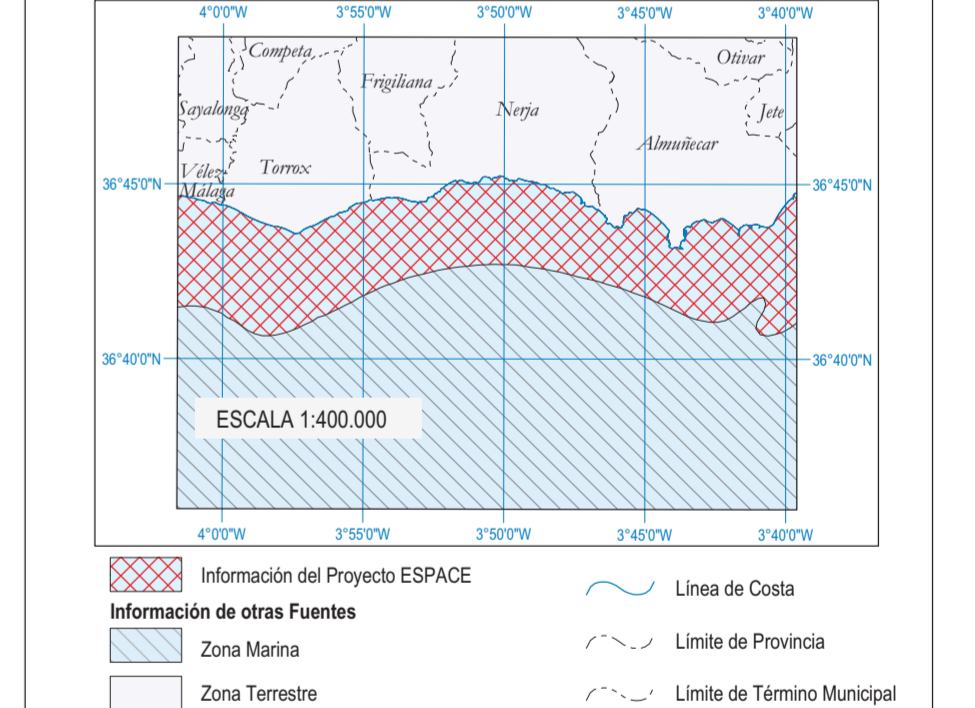 4°0'0"W 3°55'0"W 3°50'0"W 3°45'0"W 3°40'0"W
Competa
Otivar
Frigiliana
Sayalonga
Nerja
Jete
Almuñecar
Vélez-
Málaga
Torrox
36°45'0"N 36°45'0"N
36°40'0"N 36°40'0"N
ESCALA 1:400.000
4°0'0"W 3°55'0"W 3°50'0"W 3°45'0"W 3°40'0"W
Información del Proyecto ESPACE
Información de otras Fuentes
Zona Marina
Zona Terrestre
Línea de Costa
Límite de Provincia
Límite de Término Municipal